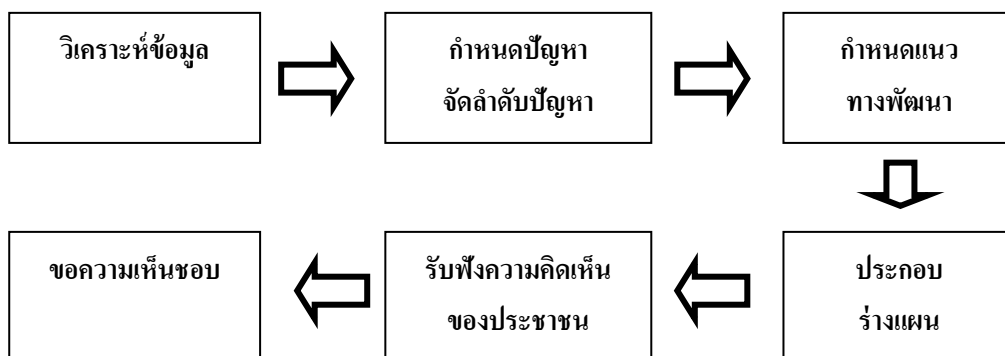 วิเคราะห์ข้อมูล
กำหนดปัญหา
จัดลำดับปัญหา
กำหนดแนว
ทางพัฒนา
ประกอบ
ร่างแผน
รับฟังความคิดเห็น
ของประชาชน
ขอความเห็นชอบ